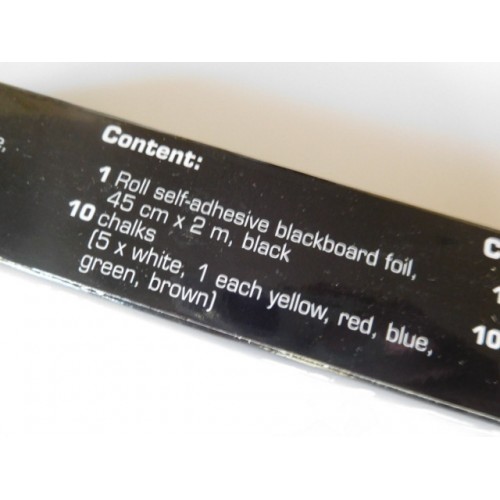 Content:
1 Roll self-adhesive blackboard foil,
45 cm x 2 m, black
10 chalks
(5 x white, 1 each yellow, red, blue,
green, brown)
10